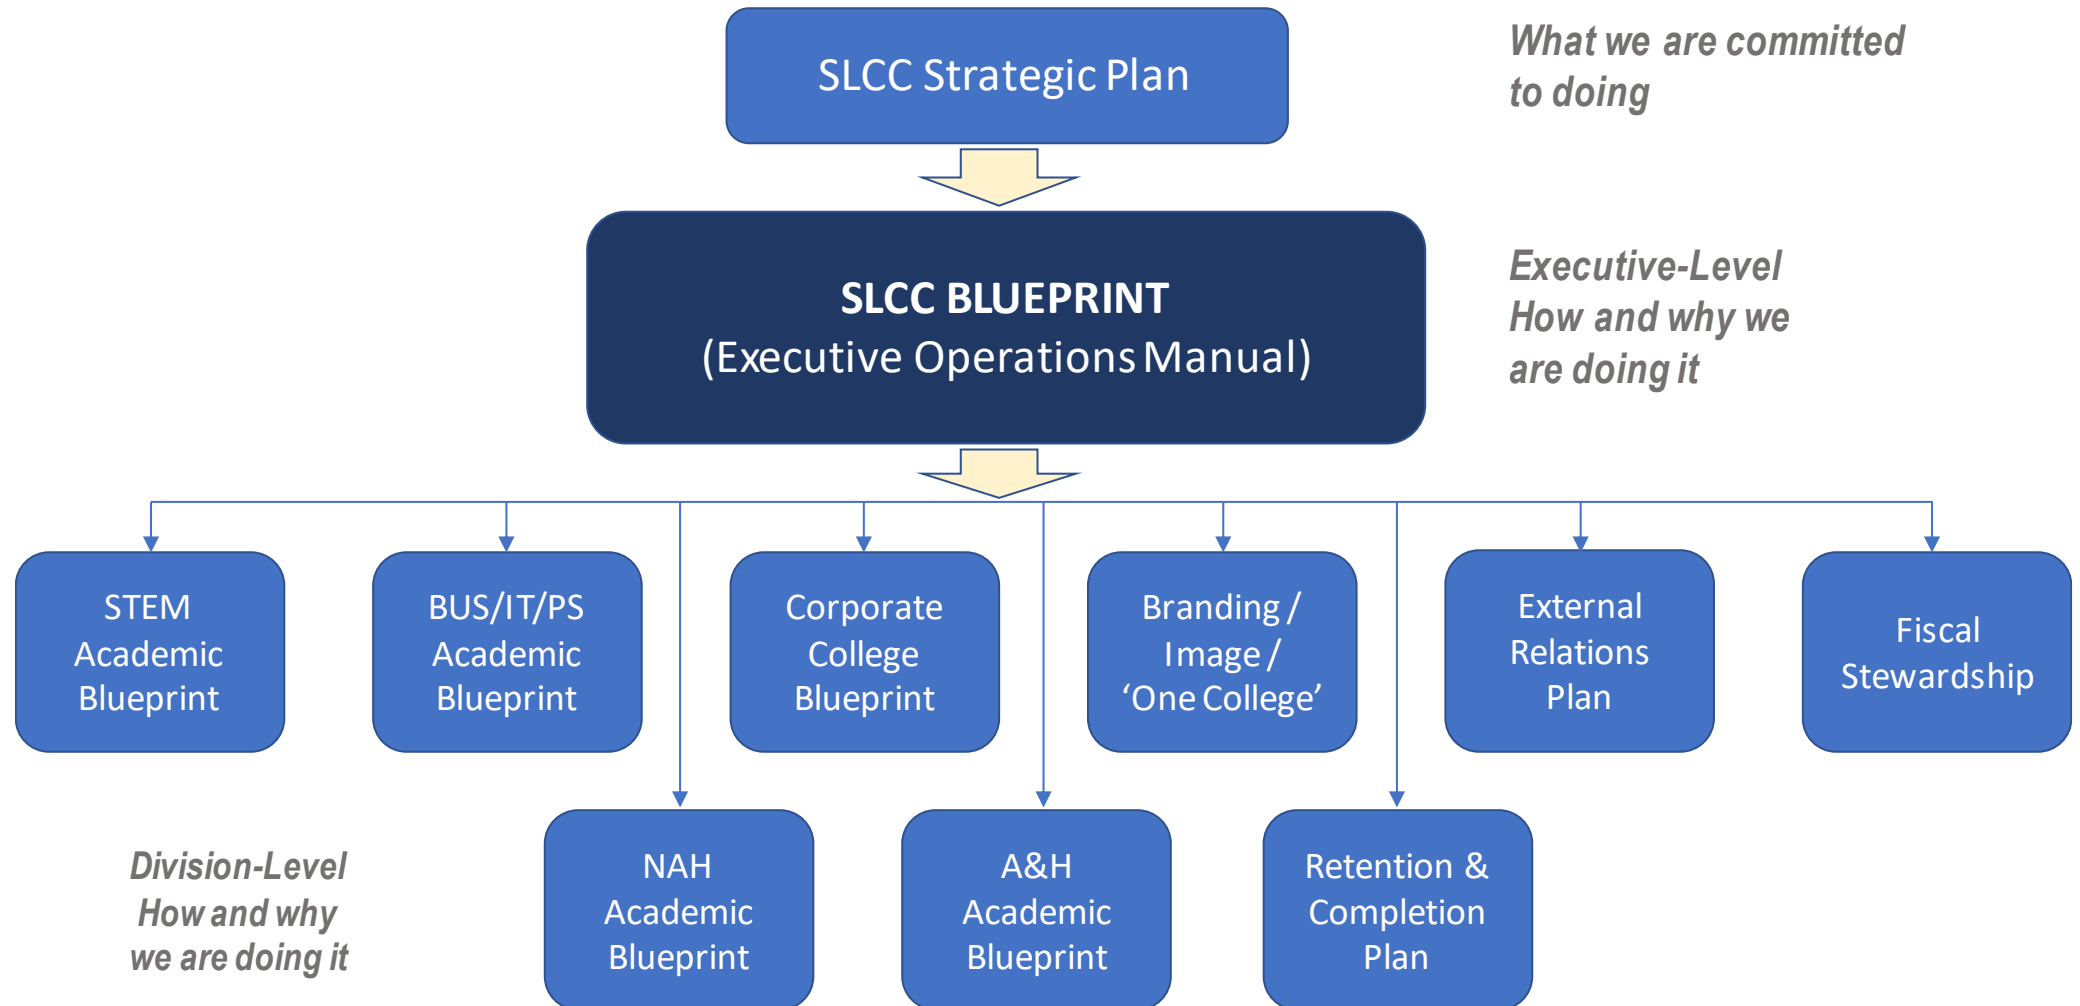 SLCC Strategic Plan
What we are committed
to doing
SLCC BLUEPRINT
(Executive Operations Manual)
Executive-Level
How and why we
are doing it
STEM
Academic
Blueprint
BUS/IT/PS
Academic
Blueprint
Corporate
College
Blueprint
Branding /
Image /
‘One College’
External
Relations
Plan
Fiscal
Stewardship
Division-Level
How and why
we are doing it
NAH
Academic
Blueprint
A&H
Academic
Blueprint
Retention &
Completion
Plan